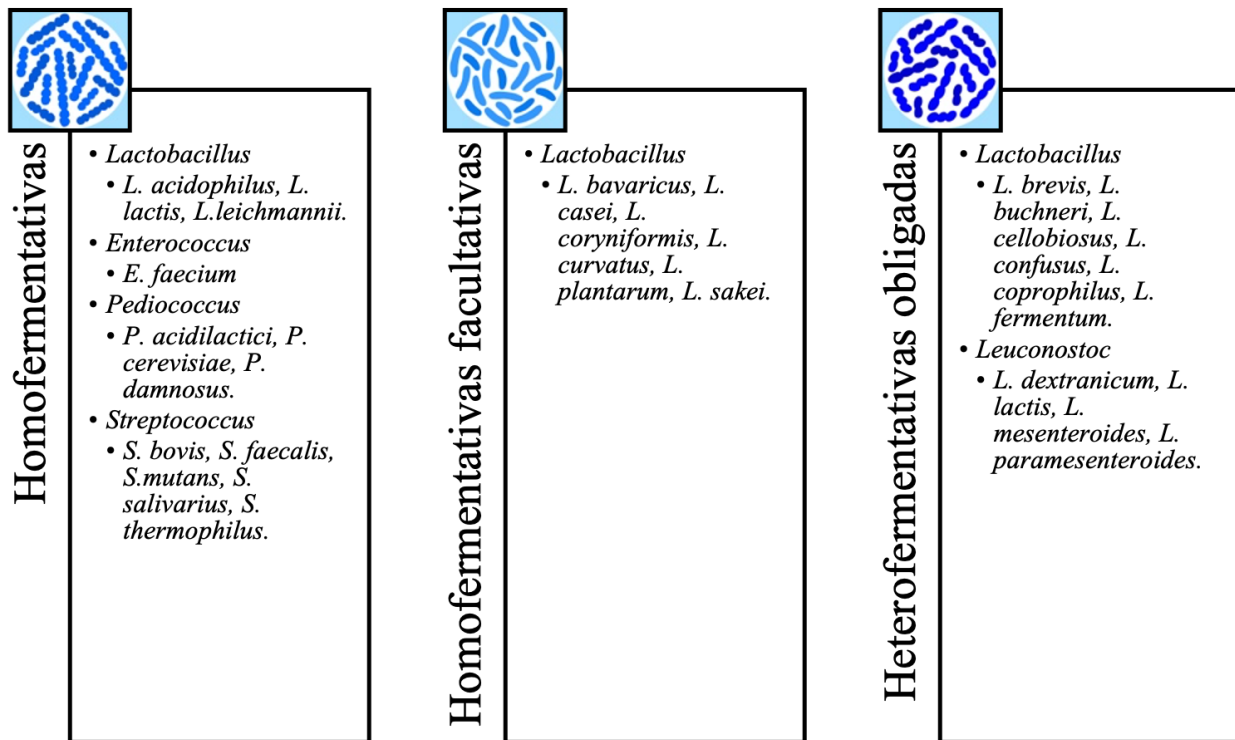 Homofermentativas
• Lactobacillus
• L. acidophilus, L.
lactis, L.leichmannii.
• Enterococcus
• E. faecium
• Pediococcus
• P. acidilactici, P.
cerevisiae, P.
damnosus.
• Streptococcus
• S. bovis, S. faecalis,
S.mutans, S.
salivarius, S.
thermophilus.
Homofermentativas facultativas
• Lactobacillus
• L. bavaricus, L.
casei, L.
coryniformis, L.
curvatus, L.
plantarum, L. sakei.
Heterofermentativas obligadas
• Lactobacillus
• L. brevis, L.
buchneri, L.
cellobiosus, L.
confusus, L.
coprophilus, L.
fermentum.
• Leuconostoc
• L. dextranicum, L.
lactis, L.
mesenteroides, L.
paramesenteroides.